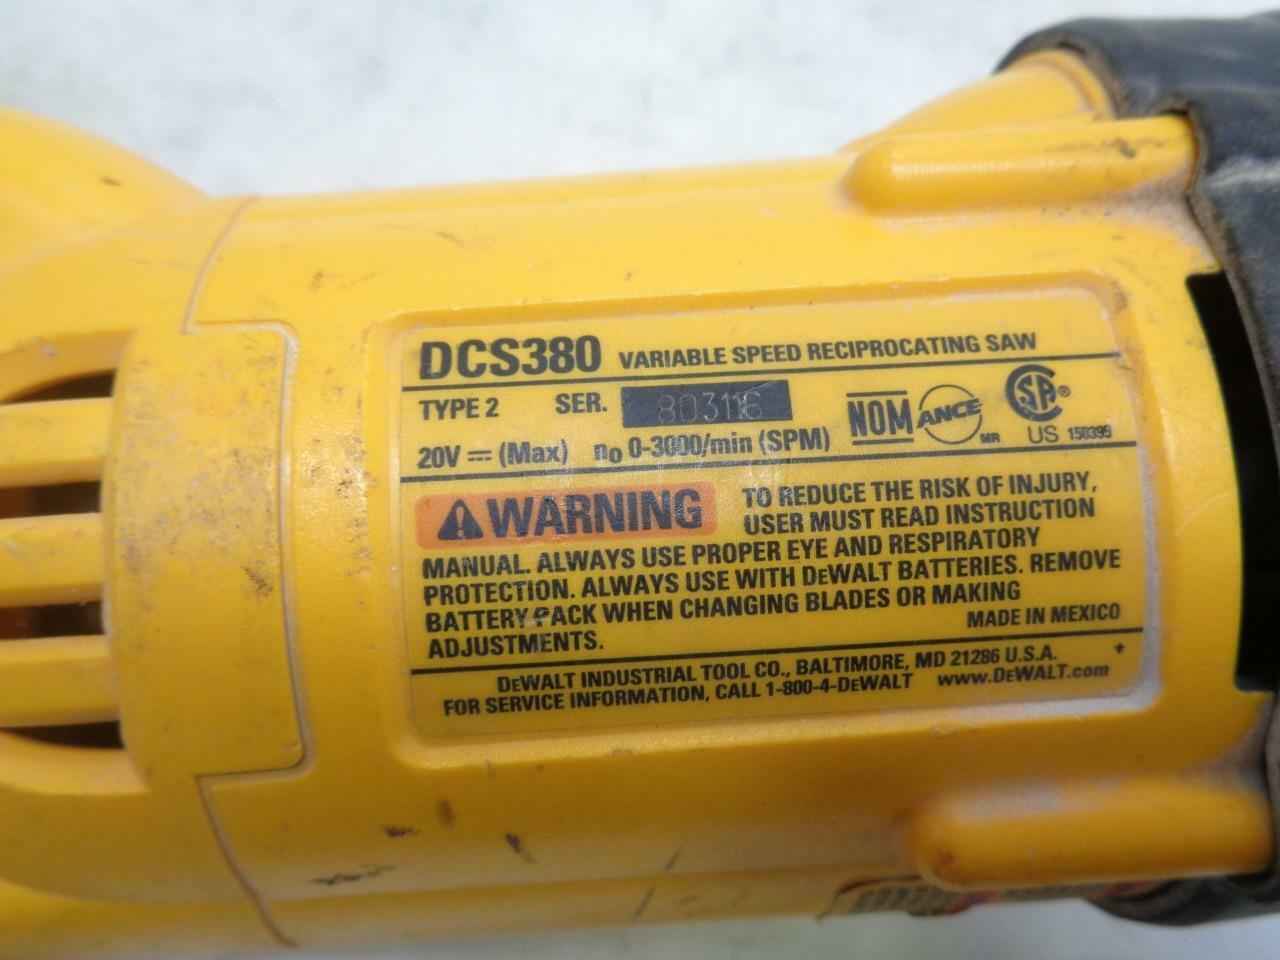 DCS380 VARIABLE SPEED RECIPROCATING SAW
TYPE 2 SER. 803116
20V ⎓ (Max) n₀ 0-3000/min (SPM) NOM ANCE MR CSA ® US 150399
WARNING TO REDUCE THE RISK OF INJURY,
USER MUST READ INSTRUCTION
MANUAL. ALWAYS USE PROPER EYE AND RESPIRATORY
PROTECTION. ALWAYS USE WITH DEWALT BATTERIES. REMOVE
BATTERY PACK WHEN CHANGING BLADES OR MAKING
ADJUSTMENTS. MADE IN MEXICO
DEWALT INDUSTRIAL TOOL CO., BALTIMORE, MD 21286 U.S.A.
FOR SERVICE INFORMATION, CALL 1-800-4-DEWALT www.DEWALT.com